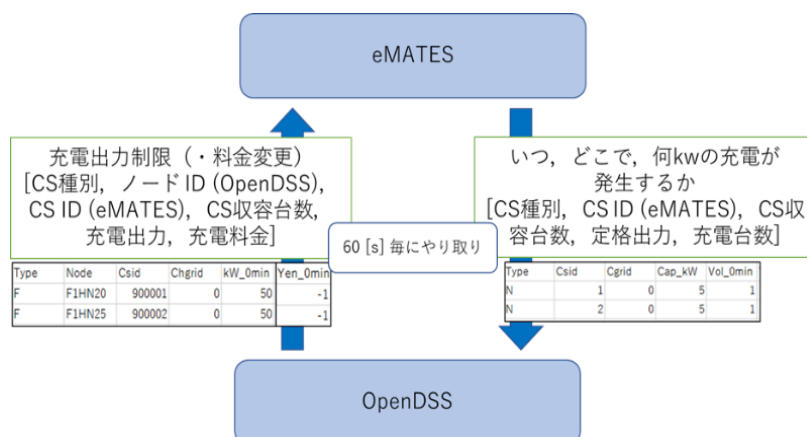 eMATES
充電出力制限（・料金変更）
[CS種別，ノード ID (OpenDSS),
CS ID (eMATES)，CS収容台数，
充電出力，充電料金]
いつ，どこで，何kwの充電が
発生するか
[CS種別，CS ID (eMATES)，CS収
容台数，定格出力，充電台数]
60 [s] 毎にやり取り
Type Node Csid Chgrid kW_0min Yen_0min
F F1HN20 900001 0 50 -1
F F1HN25 900002 0 50 -1
Type Csid Cgrid Cap_kW Vol_0min
N 1 0 5 1
N 2 0 5 1
OpenDSS